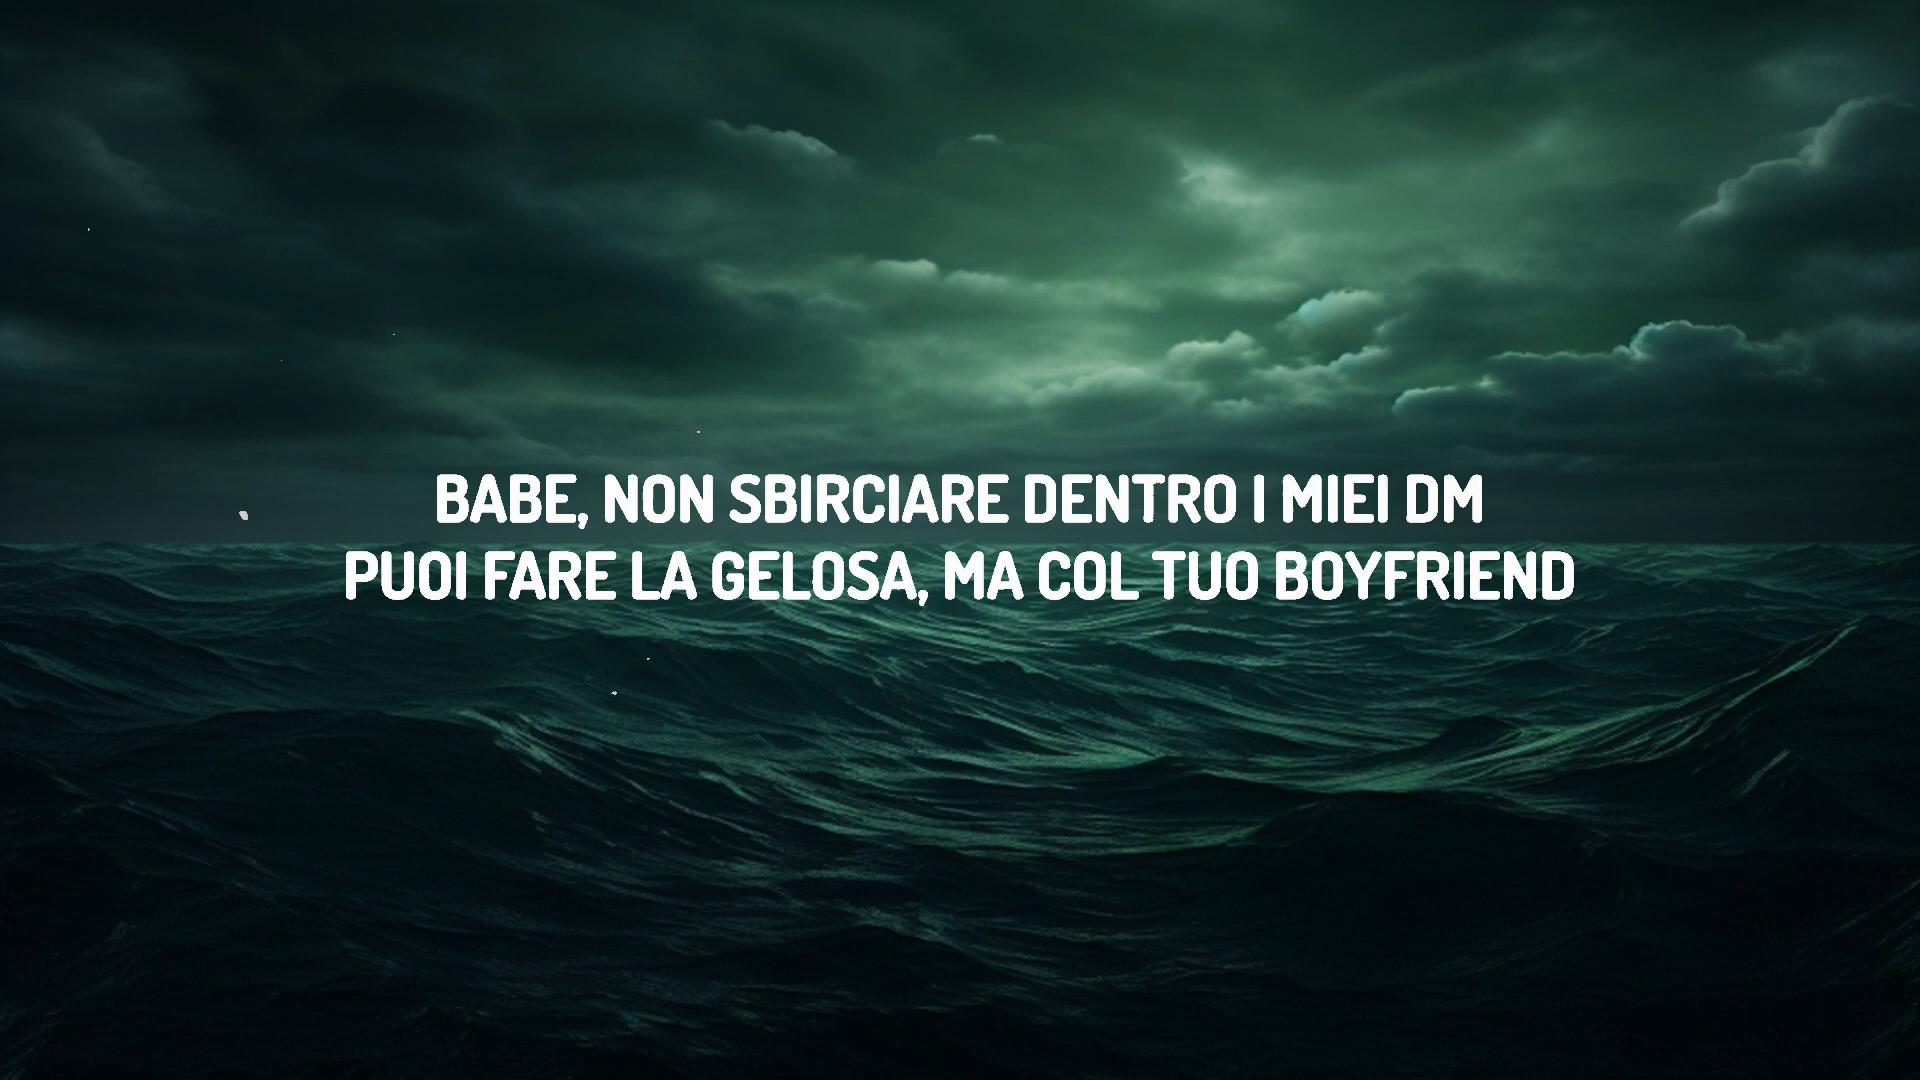 BABE, NON SBIRCIARE DENTRO I MIEI DM
PUOI FARE LA GELOSA, MA COL TUO BOYFRIEND